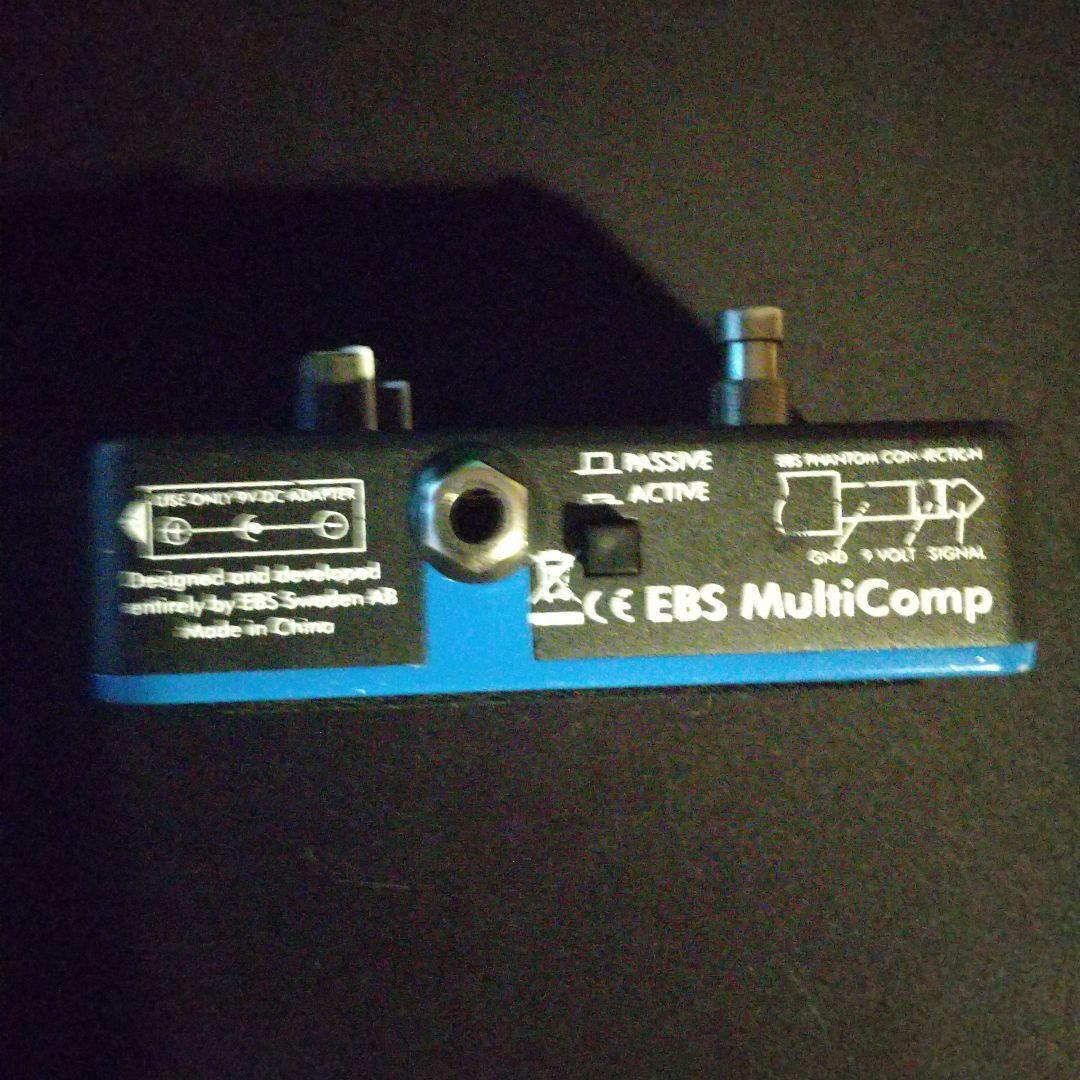 USE ONLY 9V DC ADAPTER
Designed and developed
entirely by EBS Sweden AB
Made in China
PASSIVE
ACTIVE
EBS PHANTOM CONNECTION
GND 9 VOLT SIGNAL
CE EBS MultiComp